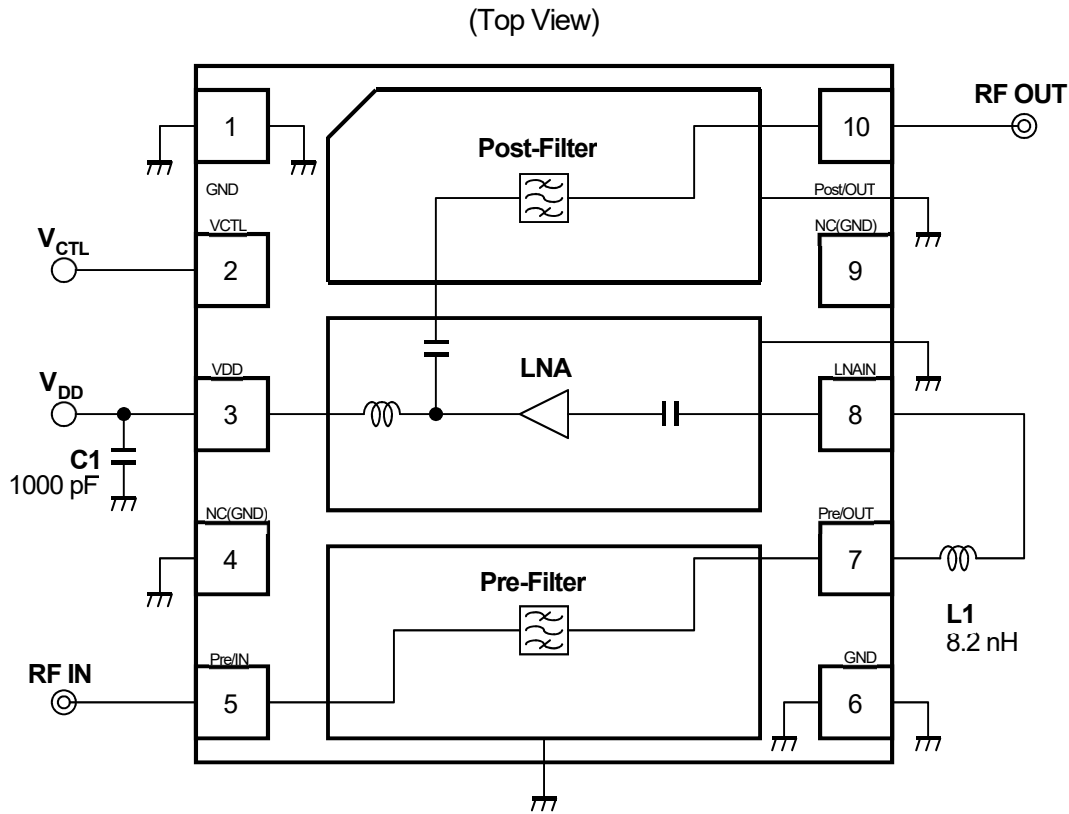 (Top View)
RF OUT
1
10
Post-Filter
GND
Post/OUT
VCTL
NC(GND)
V_CTL
2
9
LNA
V_DD
VDD
LNAIN
3
8
C1
1000 pF
NC(GND)
Pre/OUT
4
7
Pre-Filter
L1
8.2 nH
RF IN
Pre/IN
GND
5
6